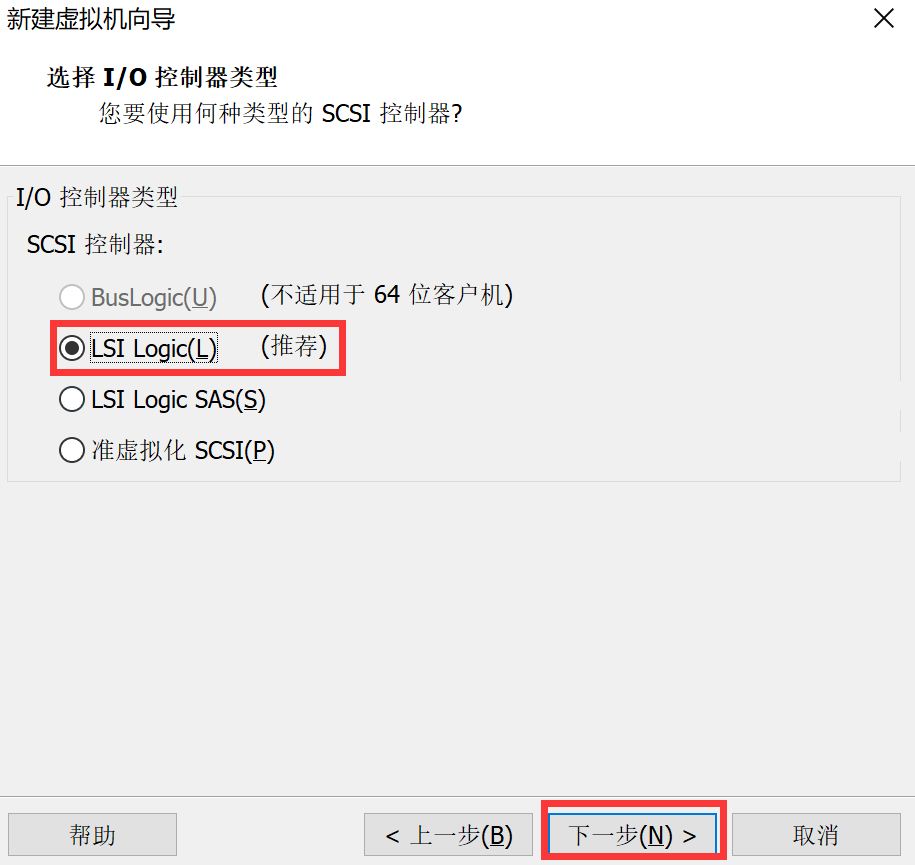 新建虚拟机向导
选择 I/O 控制器类型
您要使用何种类型的 SCSI 控制器?
I/O 控制器类型
SCSI 控制器:
BusLogic(U) (不适用于 64 位客户机)
LSI Logic(L) (推荐)
LSI Logic SAS(S)
准虚拟化 SCSI(P)
帮助 < 上一步(B) 下一步(N) > 取消